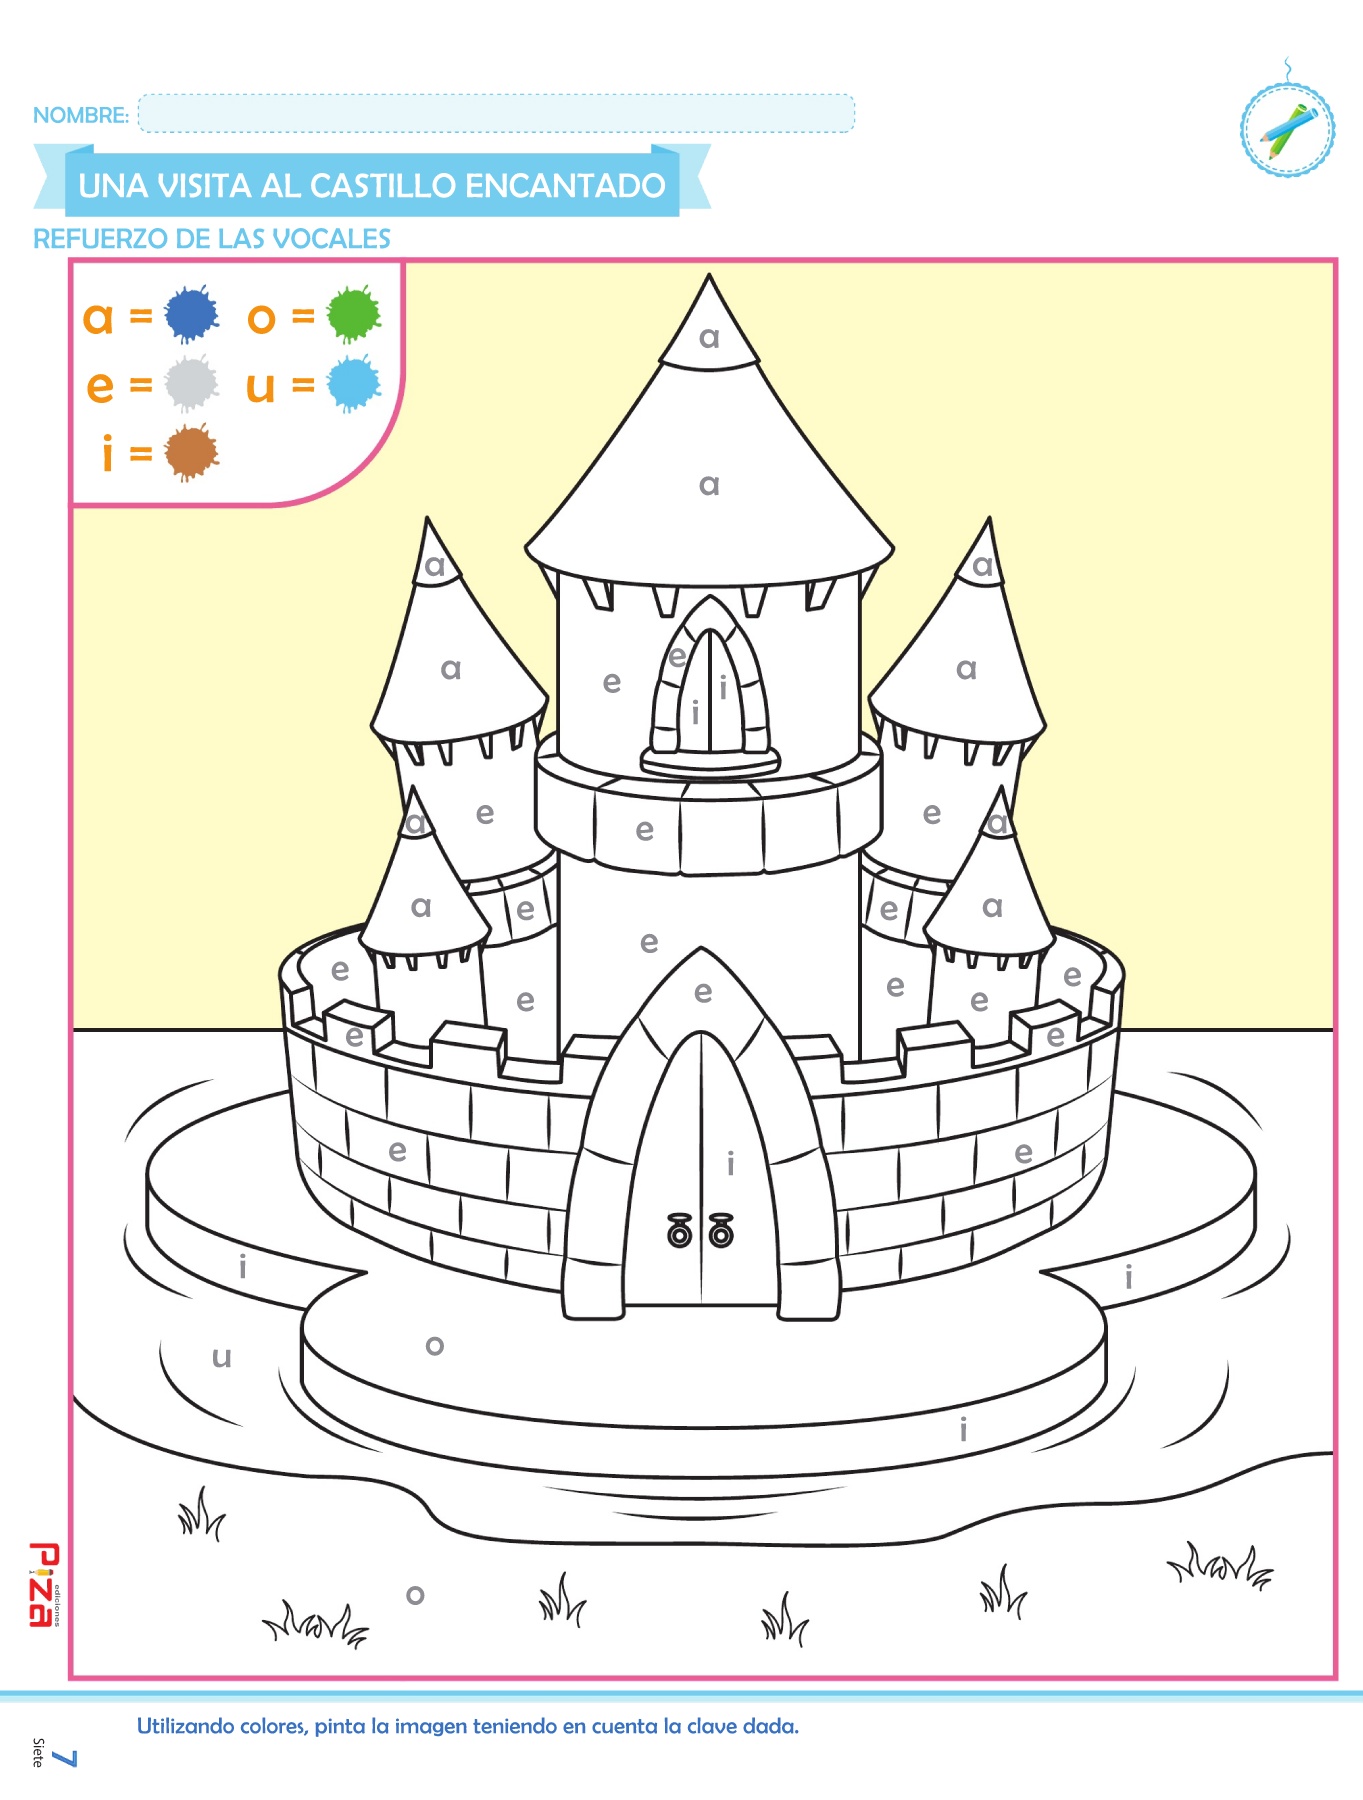 NOMBRE:
UNA VISITA AL CASTILLO ENCANTADO
REFUERZO DE LAS VOCALES
a = o =
e = u =
i =
a
a
a a
a a
e e i
i
e e
a a
e
a a
e e
e
e e
e
e e
e e
e e
e i e
i i
o
u
i
o
Piza
ediciones
Utilizando colores, pinta la imagen teniendo en cuenta la clave dada.
7
Siete